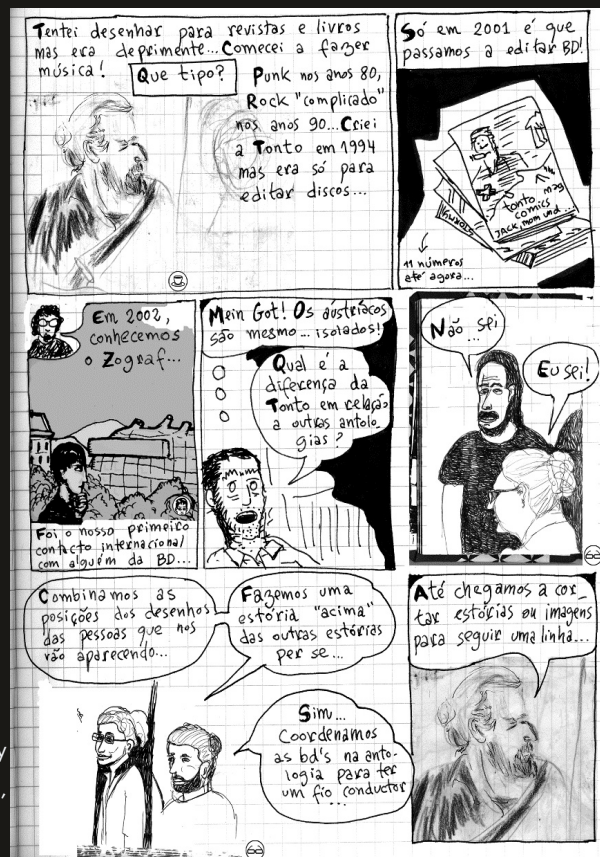 Tentei desenhar para revistas e livros
mas era deprimente... Comecei a fazer
música!
Que tipo?
Punk nos anos 80,
Rock "complicado"
nos anos 90... Criei
a Tonto em 1994
mas era só para
editar discos...
Só em 2001 é que
passamos a editar BD!
tonto
comics
mag
JACK, mom und...
11 números
até agora...
Em 2002,
conhecemos
o Zograf...
Foi o nosso primeiro
contacto internacional
com alguém da BD...
Mein Got! Os austríacos
são mesmo... isolados!
Qual é a
diferença da
Tonto em relação
a outras antolo-
gias?
Não sei
...
Eu sei!
Combinamos as
posições dos desenhos
das pessoas que nos
vão aparecendo...
Fazemos uma
estória "acima"
das outras estórias
per se...
Até chegamos a cor_
tar estórias ou imagens
para seguir uma linha...
Sim...
Coordenamos
as bd's na anto-
logia para ter
um fio conductor
...